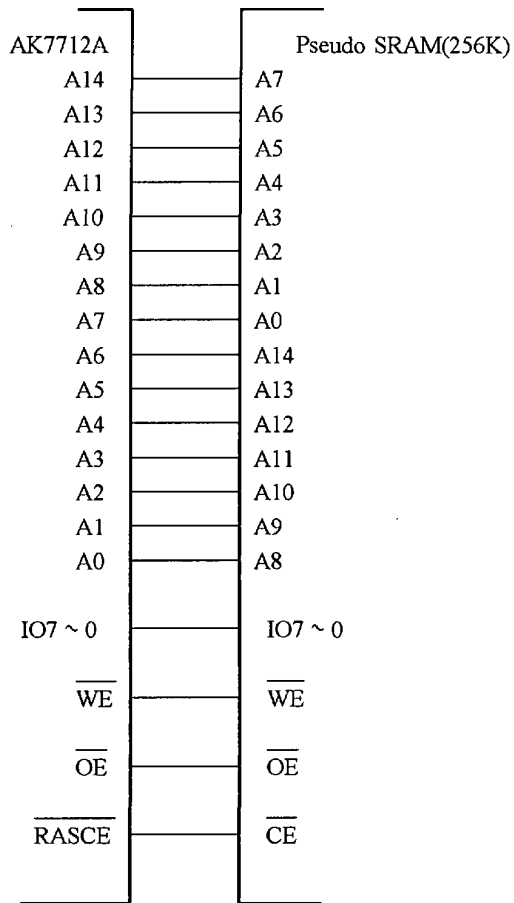 AK7712A Pseudo SRAM(256K)
A14 A7
A13 A6
A12 A5
A11 A4
A10 A3
A9 A2
A8 A1
A7 A0
A6 A14
A5 A13
A4 A12
A3 A11
A2 A10
A1 A9
A0 A8
IO7 ~ 0 IO7 ~ 0
WE WE
OE OE
RASCE CE